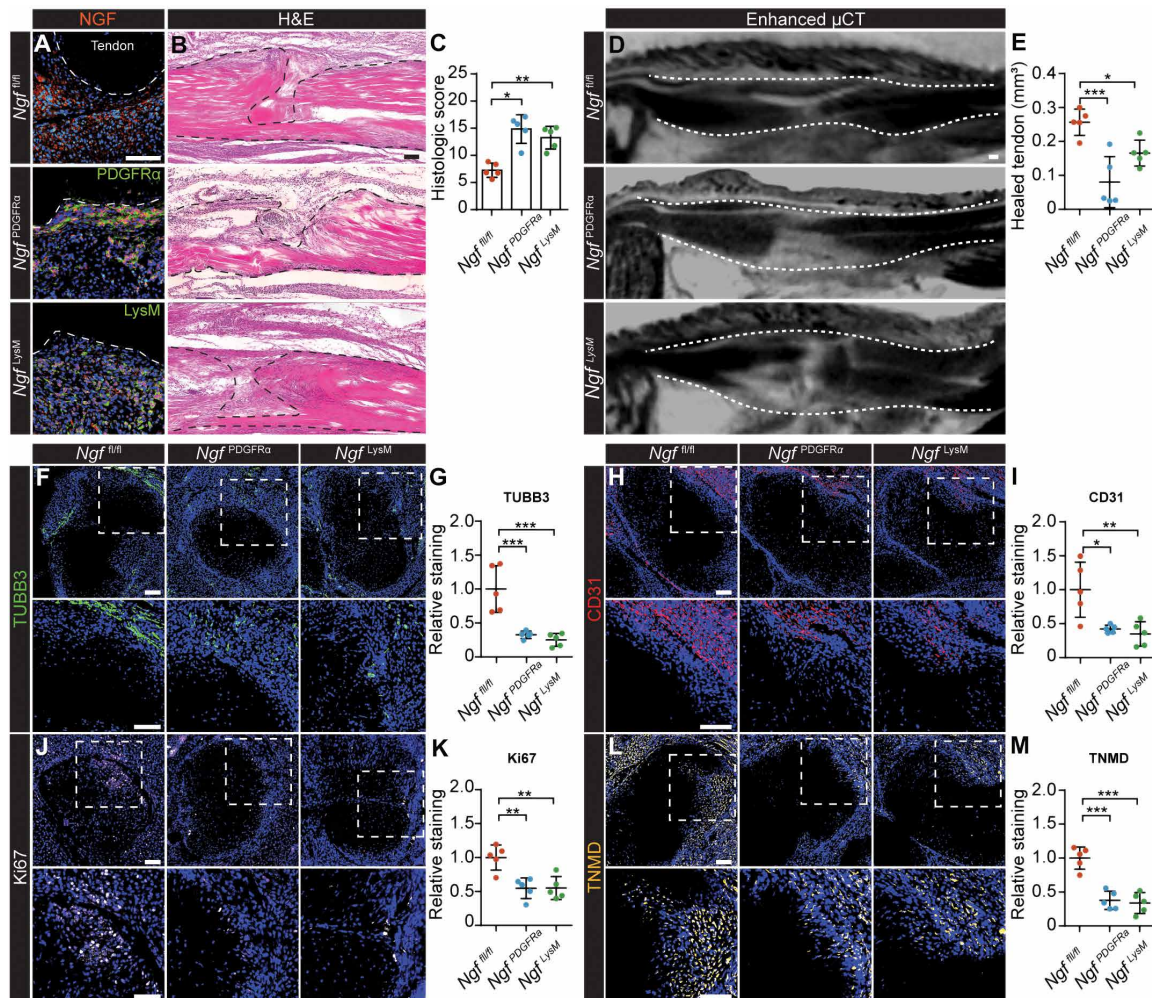 NGF
H&E
Enhanced µCT
A
Tendon
B
C
D
E
Ngf fl/fl
PDGFRα
Ngf PDGFRα
LysM
Ngf LysM
Histologic score
25
20
15
10
5
0
*
**
Ngf fl/fl
Ngf PDGFRa
Ngf LysM
Ngf fl/fl
Ngf PDGFRα
Ngf LysM
Healed tendon (mm³)
0.4
0.3
0.2
0.1
0
***
*
Ngf fl/fl
Ngf PDGFRa
Ngf LysM
Ngf fl/fl
Ngf PDGFRα
Ngf LysM
F
TUBB3
G
TUBB3
Relative staining
2.0
1.5
1.0
0.5
0
***
***
Ngf fl/fl
Ngf PDGFRa
Ngf LysM
Ngf fl/fl
Ngf PDGFRα
Ngf LysM
H
CD31
I
CD31
Relative staining
2.0
1.5
1.0
0.5
0
**
*
Ngf fl/fl
Ngf PDGFRa
Ngf LysM
J
Ki67
K
Ki67
Relative staining
2.0
1.5
1.0
0.5
0
**
**
Ngf fl/fl
Ngf PDGFRa
Ngf LysM
L
TNMD
M
TNMD
Relative staining
2.0
1.5
1.0
0.5
0
***
***
Ngf fl/fl
Ngf PDGFRa
Ngf LysM